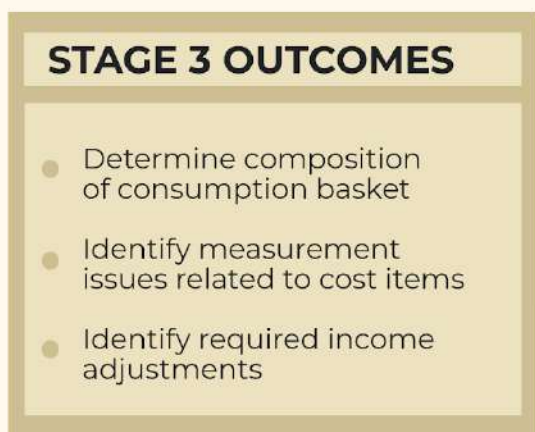 STAGE 3 OUTCOMES
Determine composition
of consumption basket
Identify measurement
issues related to cost items
Identify required income
adjustments